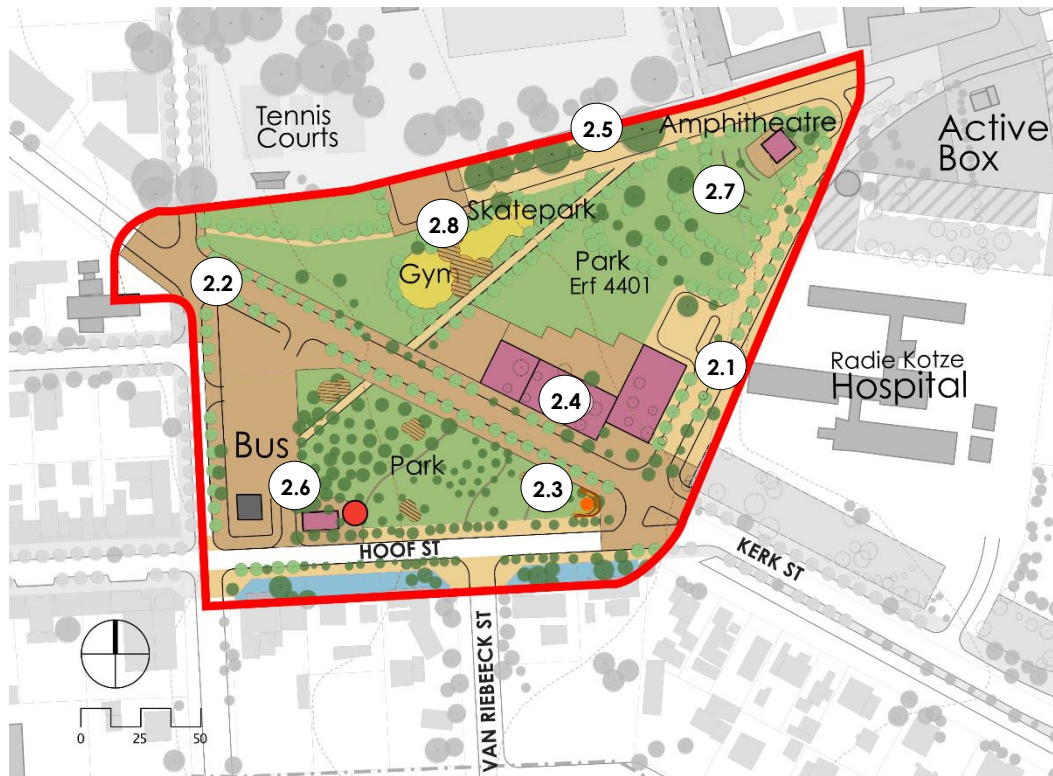 Tennis
Courts
2.5
Amphitheatre
Active
Box
2.7
2.8
Skatepark
Gym
Park
Erf 4401
2.2
2.1
Radie Kotze
Hospital
2.4
Bus
Park
2.6
2.3
HOOF ST
KERK ST
VAN RIEBEECK ST
0 25 50